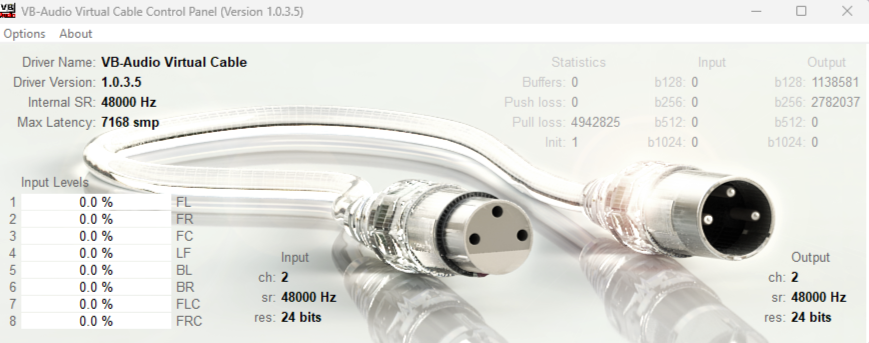 VB-Audio Virtual Cable Control Panel (Version 1.0.3.5)
Options About
Driver Name: VB-Audio Virtual Cable
Driver Version: 1.0.3.5
Internal SR: 48000 Hz
Max Latency: 7168 smp
Statistics Input Output
Buffers: 0 b128: 0 b128: 1138581
Push loss: 0 b256: 0 b256: 2782037
Pull loss: 4942825 b512: 0 b512: 0
Init: 1 b1024: 0 b1024: 0
Input Levels
1 0.0 % FL
2 0.0 % FR
3 0.0 % FC
4 0.0 % LF
5 0.0 % BL
6 0.0 % BR
7 0.0 % FLC
8 0.0 % FRC
Input
ch: 2
sr: 48000 Hz
res: 24 bits
Output
ch: 2
sr: 48000 Hz
res: 24 bits